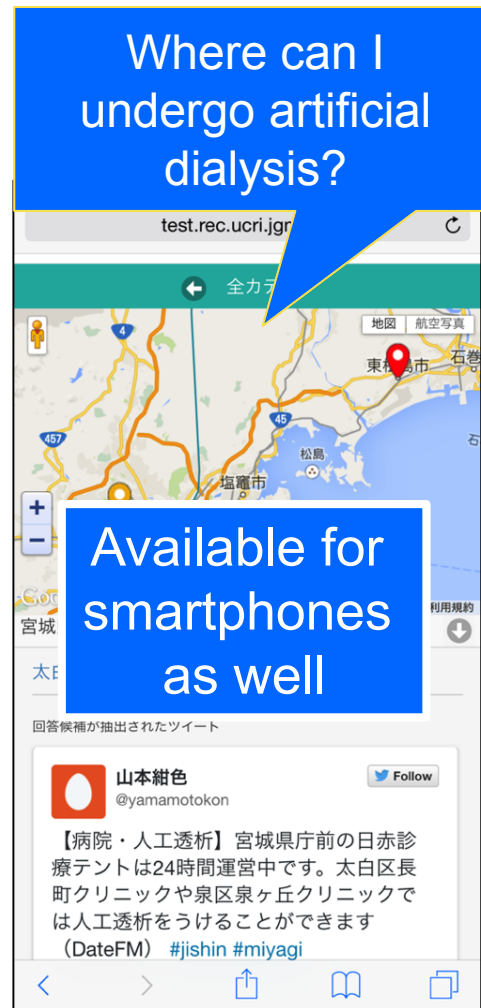 Where can I
undergo artificial
dialysis?
test.rec.ucri.jgn
全カテ
地図 航空写真
4
東松島市
石巻
45
457
松島
塩竈市
石
+
−
Available for
smartphones
as well
利用規約
宮城
太白
回答候補が抽出されたツイート
山本紺色
Follow
@yamamotokon
【病院・人工透析】宮城県庁前の日赤診
療テントは24時間運営中です。太白区長
町クリニックや泉区泉ヶ丘クリニックで
は人工透析をうけることができます
（DateFM） #jishin #miyagi